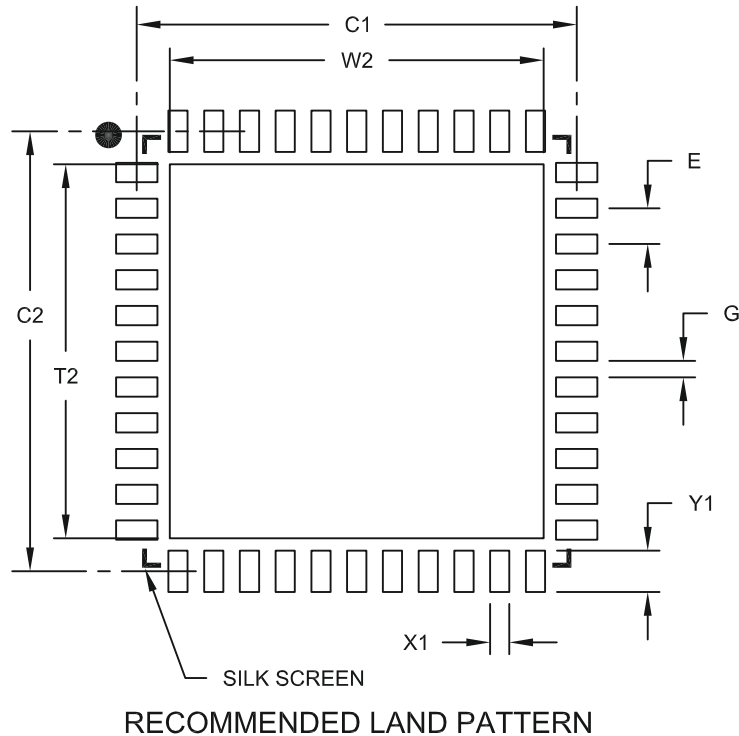 C1
W2
E
C2
G
T2
Y1
X1
SILK SCREEN
RECOMMENDED LAND PATTERN